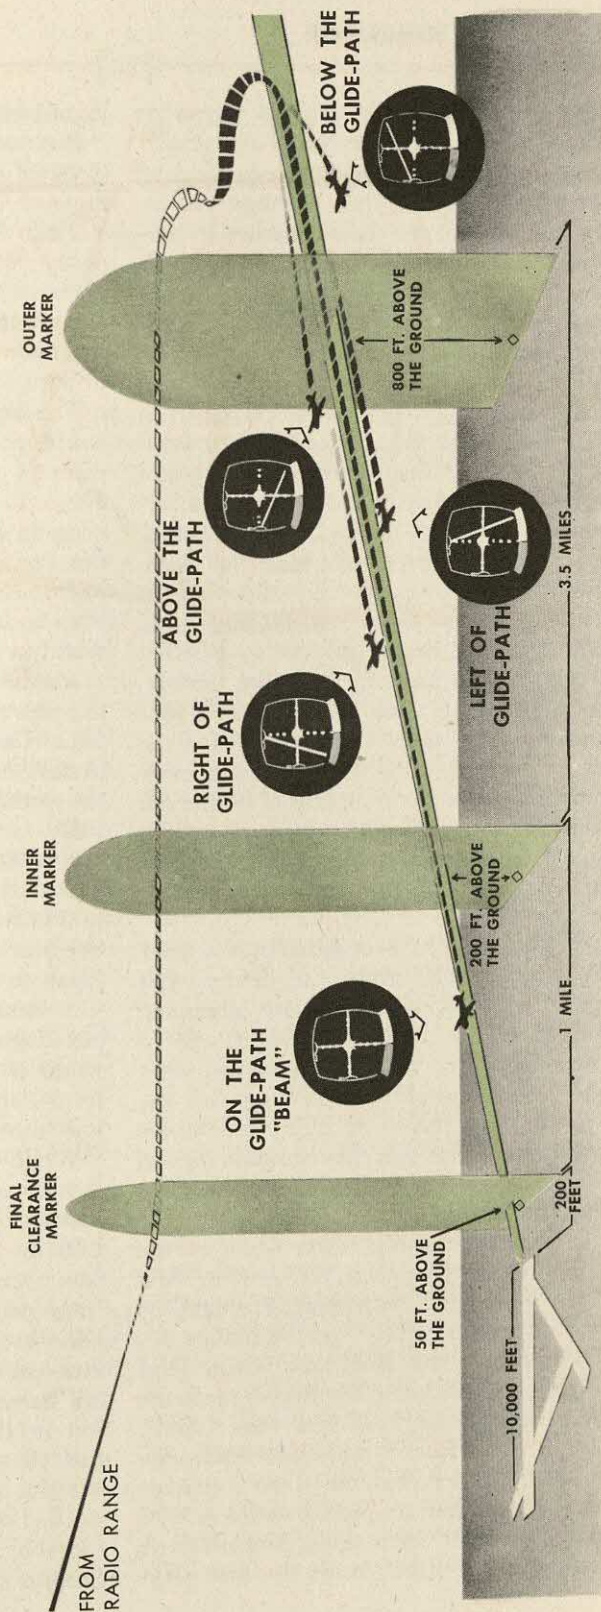 FROM
RADIO RANGE
FINAL
CLEARANCE
MARKER
INNER
MARKER
OUTER
MARKER
ON THE
GLIDE-PATH
"BEAM"
RIGHT OF
GLIDE-PATH
ABOVE THE
GLIDE-PATH
BELOW THE
GLIDE-PATH
LEFT OF
GLIDE-PATH
50 FT. ABOVE
THE GROUND
200 FT. ABOVE
THE GROUND
800 FT. ABOVE
THE GROUND
10,000 FEET
200
FEET
1 MILE
3.5 MILES